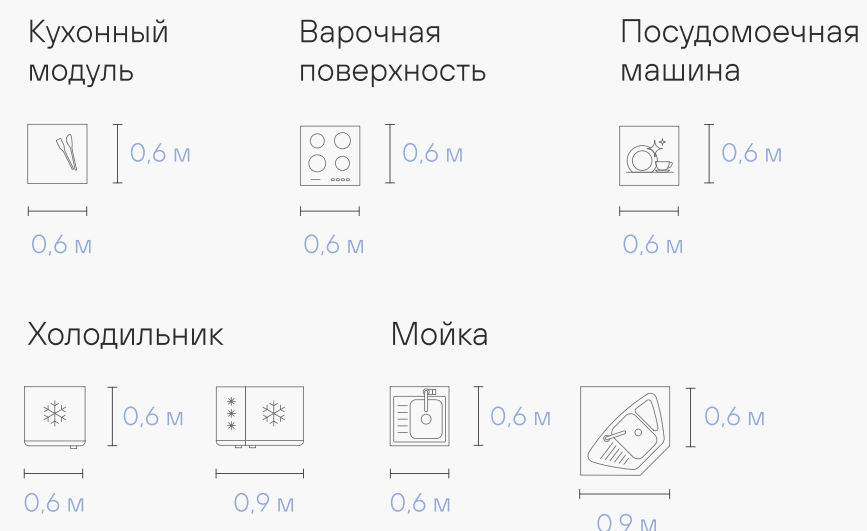 Кухонный
модуль
Варочная
поверхность
Посудомоечная
машина
0,6 м
0,6 м
0,6 м
0,6 м
0,6 м
0,6 м
Холодильник
Мойка
0,6 м
0,6 м
0,6 м
0,6 м
0,9 м
0,6 м
0,9 м